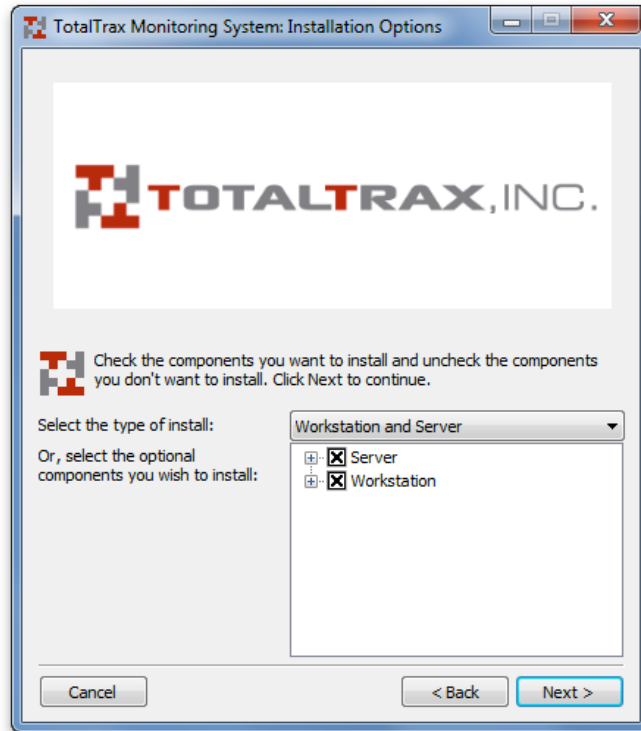 TotalTrax Monitoring System: Installation Options
TOTALTRAX, INC.
Check the components you want to install and uncheck the components
you don't want to install. Click Next to continue.
Select the type of install:
Workstation and Server
Or, select the optional
components you wish to install:
Server
Workstation
Cancel
< Back
Next >